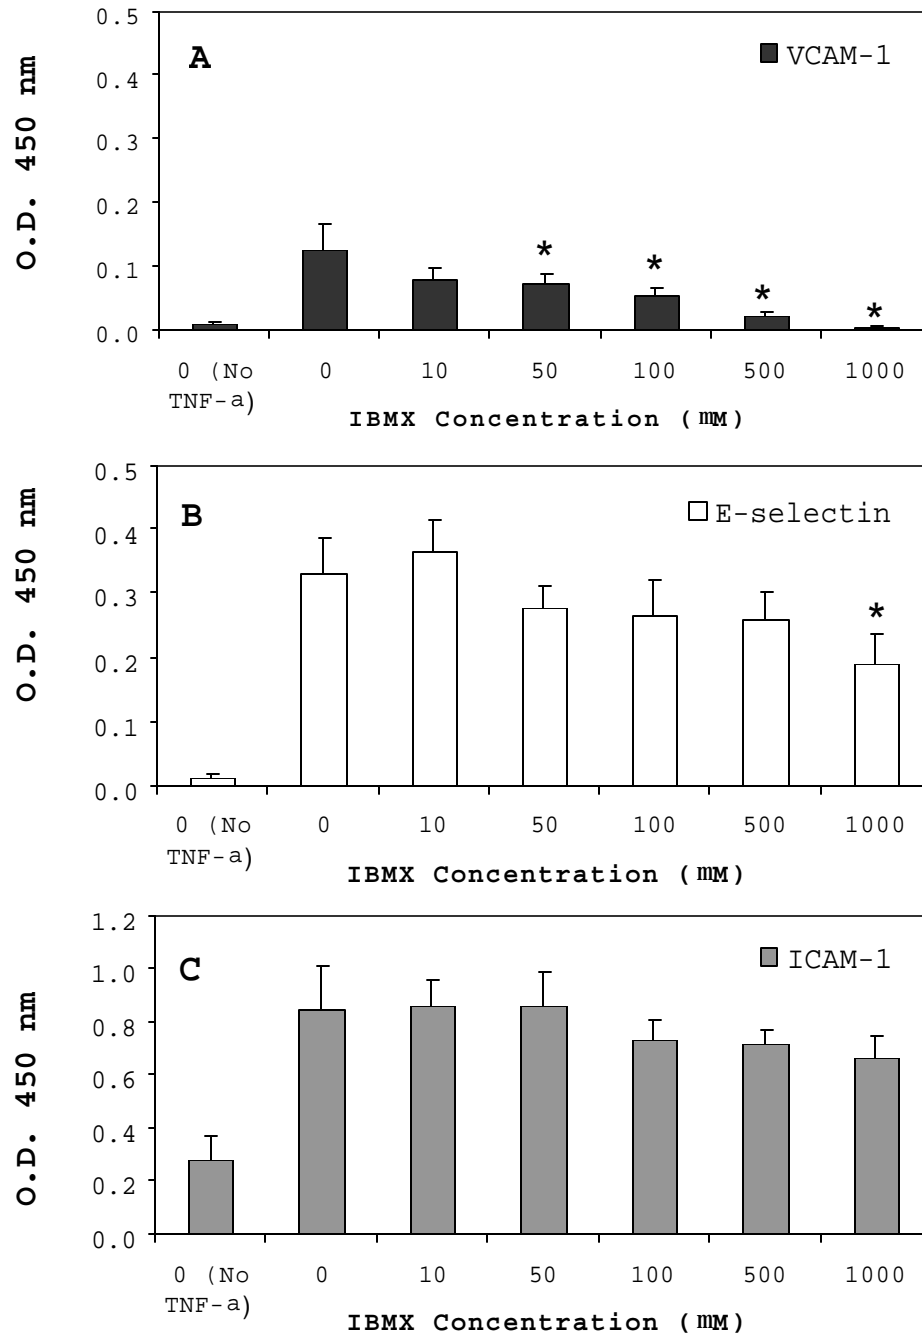 0.5
A
VCAM-1
0.4
0.3
0.2
0.1
0.0
O.D. 450 nm
*
*
*
*
0 (No 0 10 50 100 500 1000
TNF-a)
IBMX Concentration (mM)
0.5
B
E-selectin
0.4
0.3
0.2
0.1
0.0
O.D. 450 nm
*
0 (No 0 10 50 100 500 1000
TNF-a)
IBMX Concentration (mM)
1.2
C
ICAM-1
1.0
0.8
0.6
0.4
0.2
0.0
O.D. 450 nm
0 (No 0 10 50 100 500 1000
TNF-a)
IBMX Concentration (mM)